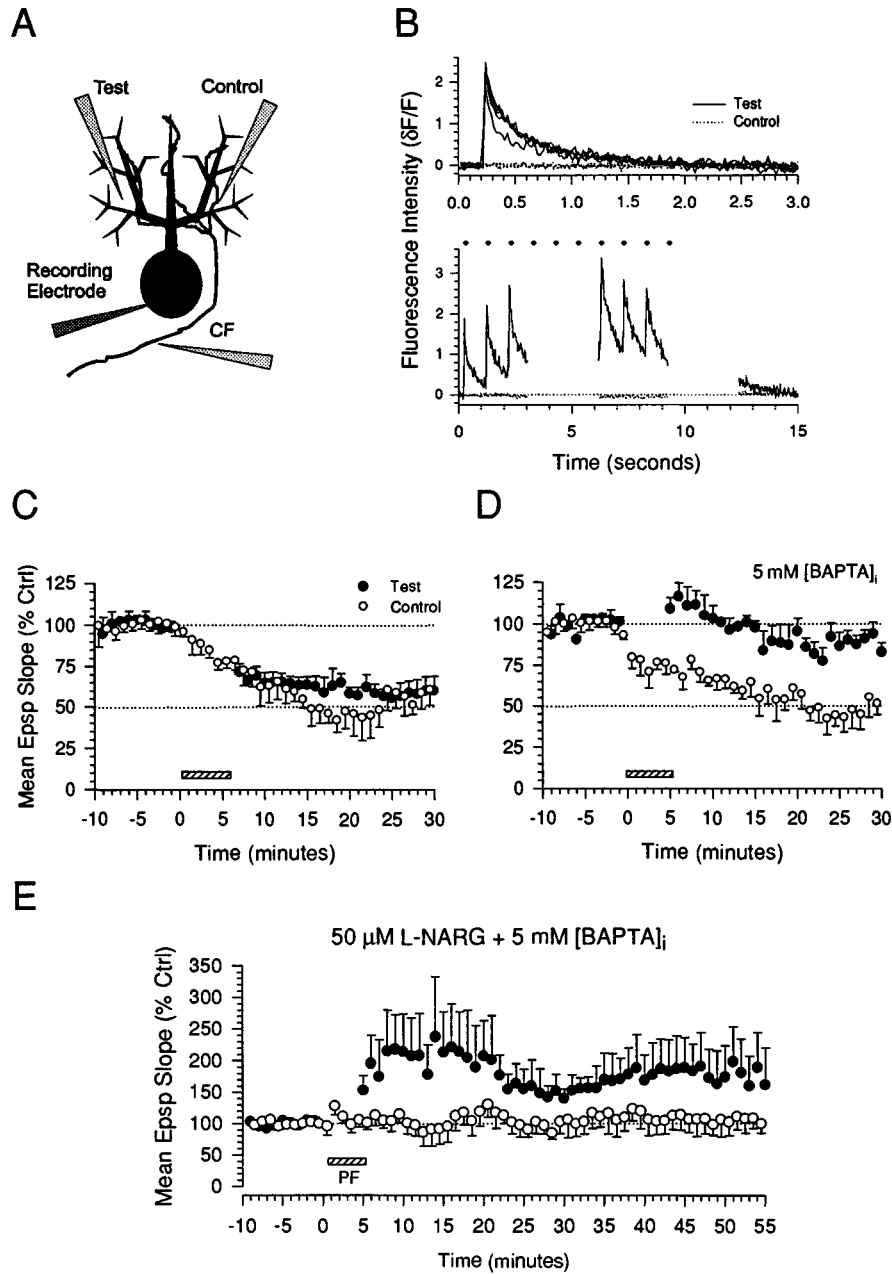 A
Test
Control
Recording
Electrode
CF
B
Fluorescence Intensity (δF/F)
2
1
0
Test
Control
0.0
0.5
1.0
1.5
2.0
2.5
3.0
3
2
1
0
0
5
10
15
Time (seconds)
C
Mean Epsp Slope (% Ctrl)
125
100
75
50
25
0
Test
Control
-10
-5
0
5
10
15
20
25
30
Time (minutes)
D
5 mM [BAPTA]i
125
100
75
50
25
0
-10
-5
0
5
10
15
20
25
30
Time (minutes)
E
50 µM L-NARG + 5 mM [BAPTA]i
Mean Epsp Slope (% Ctrl)
350
300
250
200
150
100
50
0
PF
-10
-5
0
5
10
15
20
25
30
35
40
45
50
55
Time (minutes)